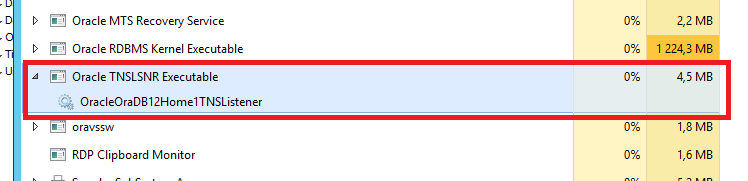 Oracle MTS Recovery Service 0% 2,2 MB
Oracle RDBMS Kernel Executable 0% 1 224,3 MB
Oracle TNSLSNR Executable 0% 4,5 MB
OracleOraDB12Home1TNSListener
oravssw 0% 1,8 MB
RDP Clipboard Monitor 0% 1,6 MB